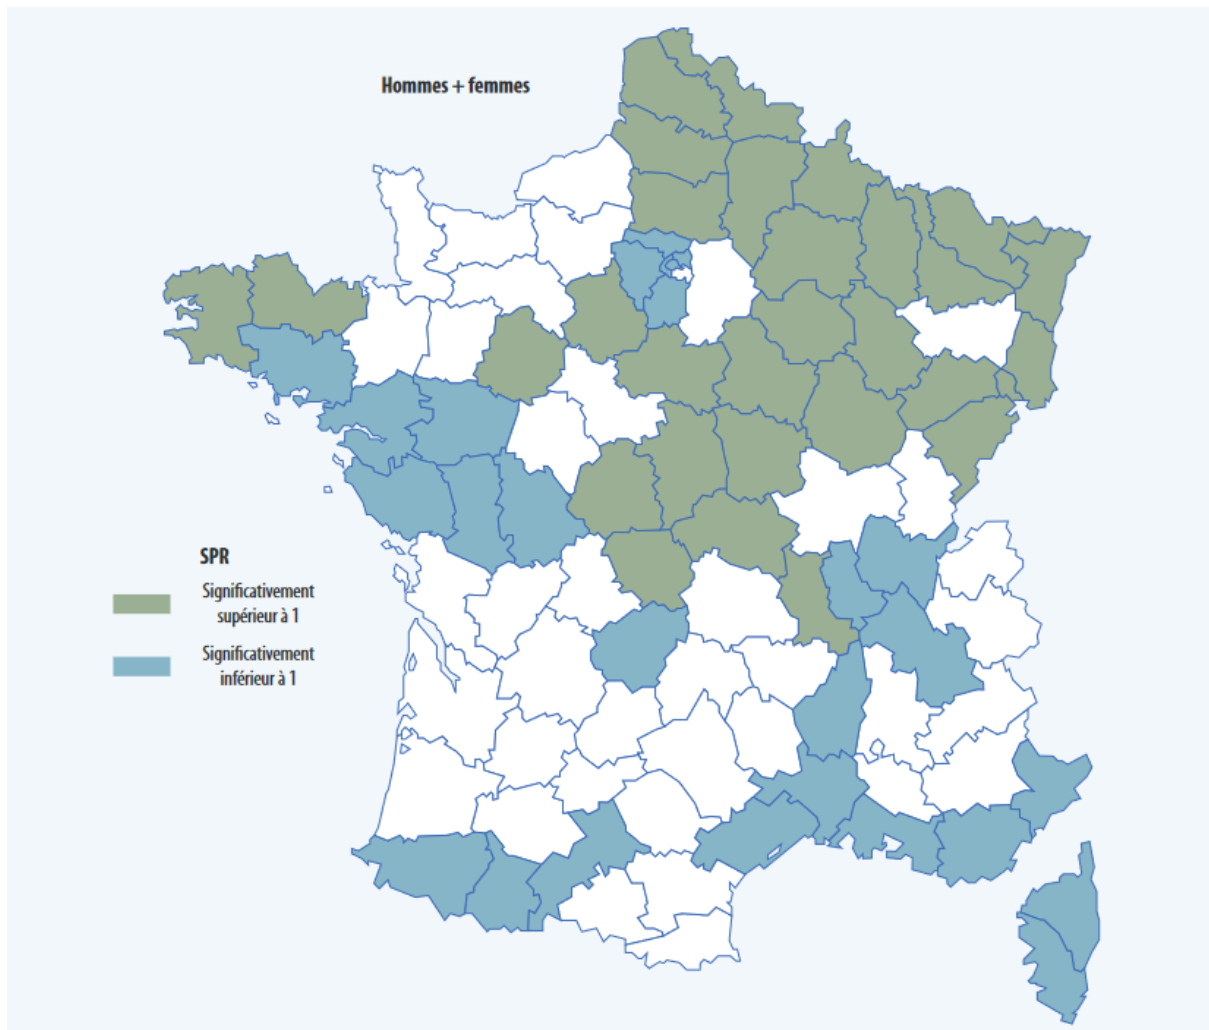 Hommes + femmes
SPR
Significativement
supérieur à 1
Significativement
inférieur à 1